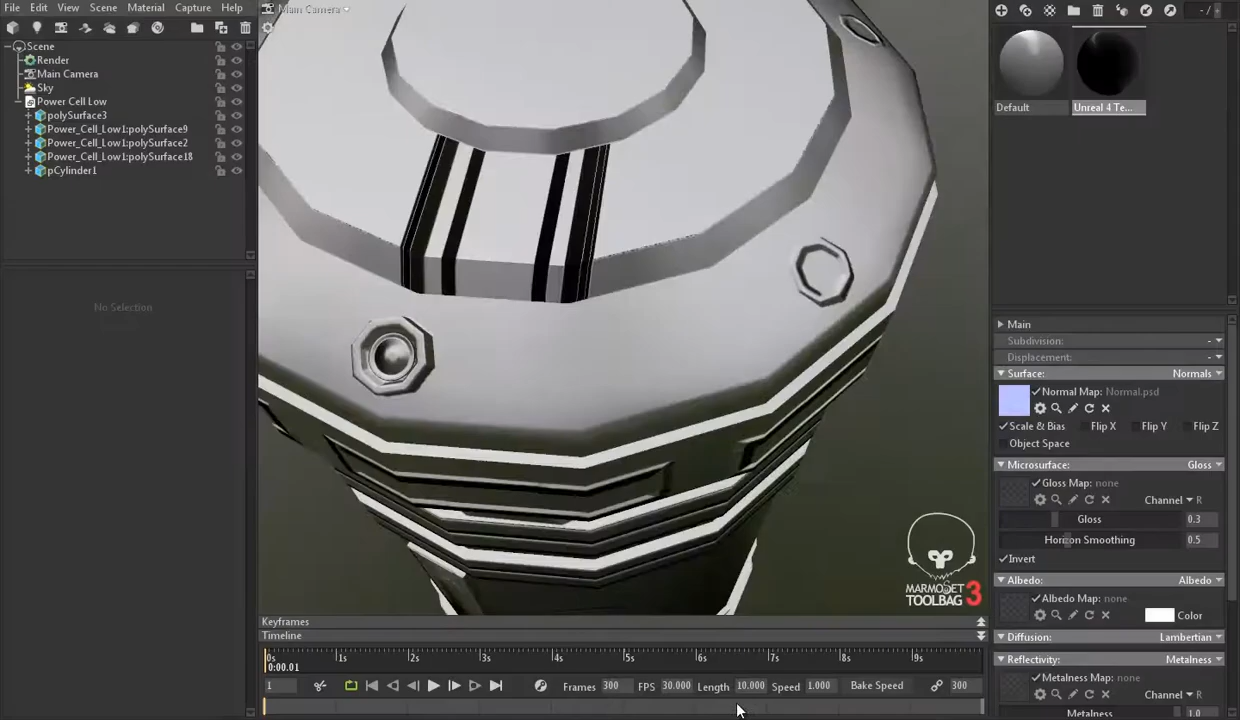 File Edit View Scene Material Capture Help
Main Camera
- /
Scene
Render
Main Camera
Sky
Power Cell Low
polySurface3
Power_Cell_Low1:polySurface9
Power_Cell_Low1:polySurface2
Power_Cell_Low1:polySurface18
pCylinder1
No Selection
Default
Unreal 4 Te...
Main
Subdivision: -
Displacement: -
Surface: Normals
Normal Map: Normal.psd
Scale & Bias Flip X Flip Y Flip Z
Object Space
Microsurface: Gloss
Gloss Map: none
Channel R
Gloss 0.3
Horizon Smoothing 0.5
Invert
Albedo: Albedo
Albedo Map: none
Color
Diffusion: Lambertian
Reflectivity: Metalness
Metalness Map: none
Channel R
Metalness 1.0
MARMOSET
TOOLBAG 3
Keyframes
Timeline
0s 1s 2s 3s 4s 5s 6s 7s 8s 9s
0:00.01
1 Frames 300 FPS 30.000 Length 10.000 Speed 1.000 Bake Speed 300